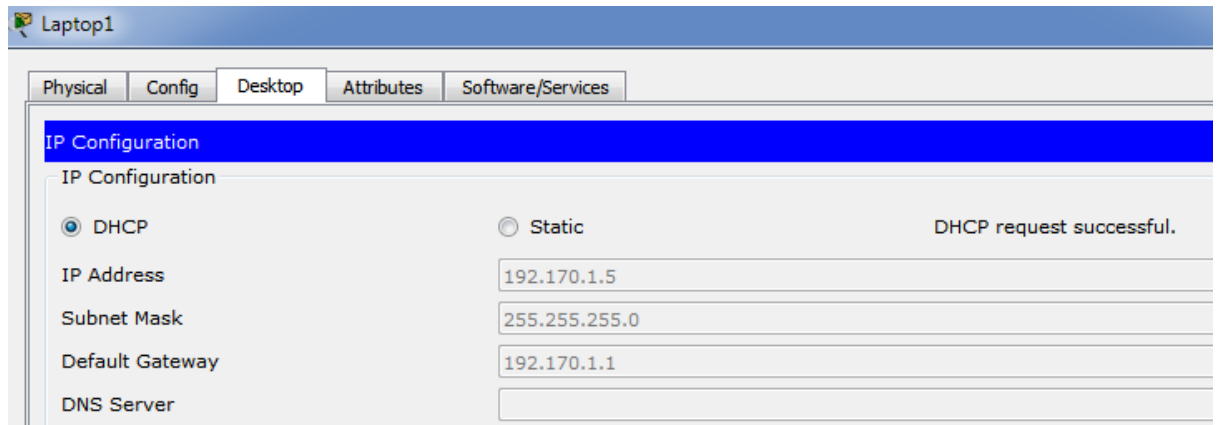 Laptop1
Physical Config Desktop Attributes Software/Services
IP Configuration
IP Configuration
DHCP Static DHCP request successful.
IP Address 192.170.1.5
Subnet Mask 255.255.255.0
Default Gateway 192.170.1.1
DNS Server